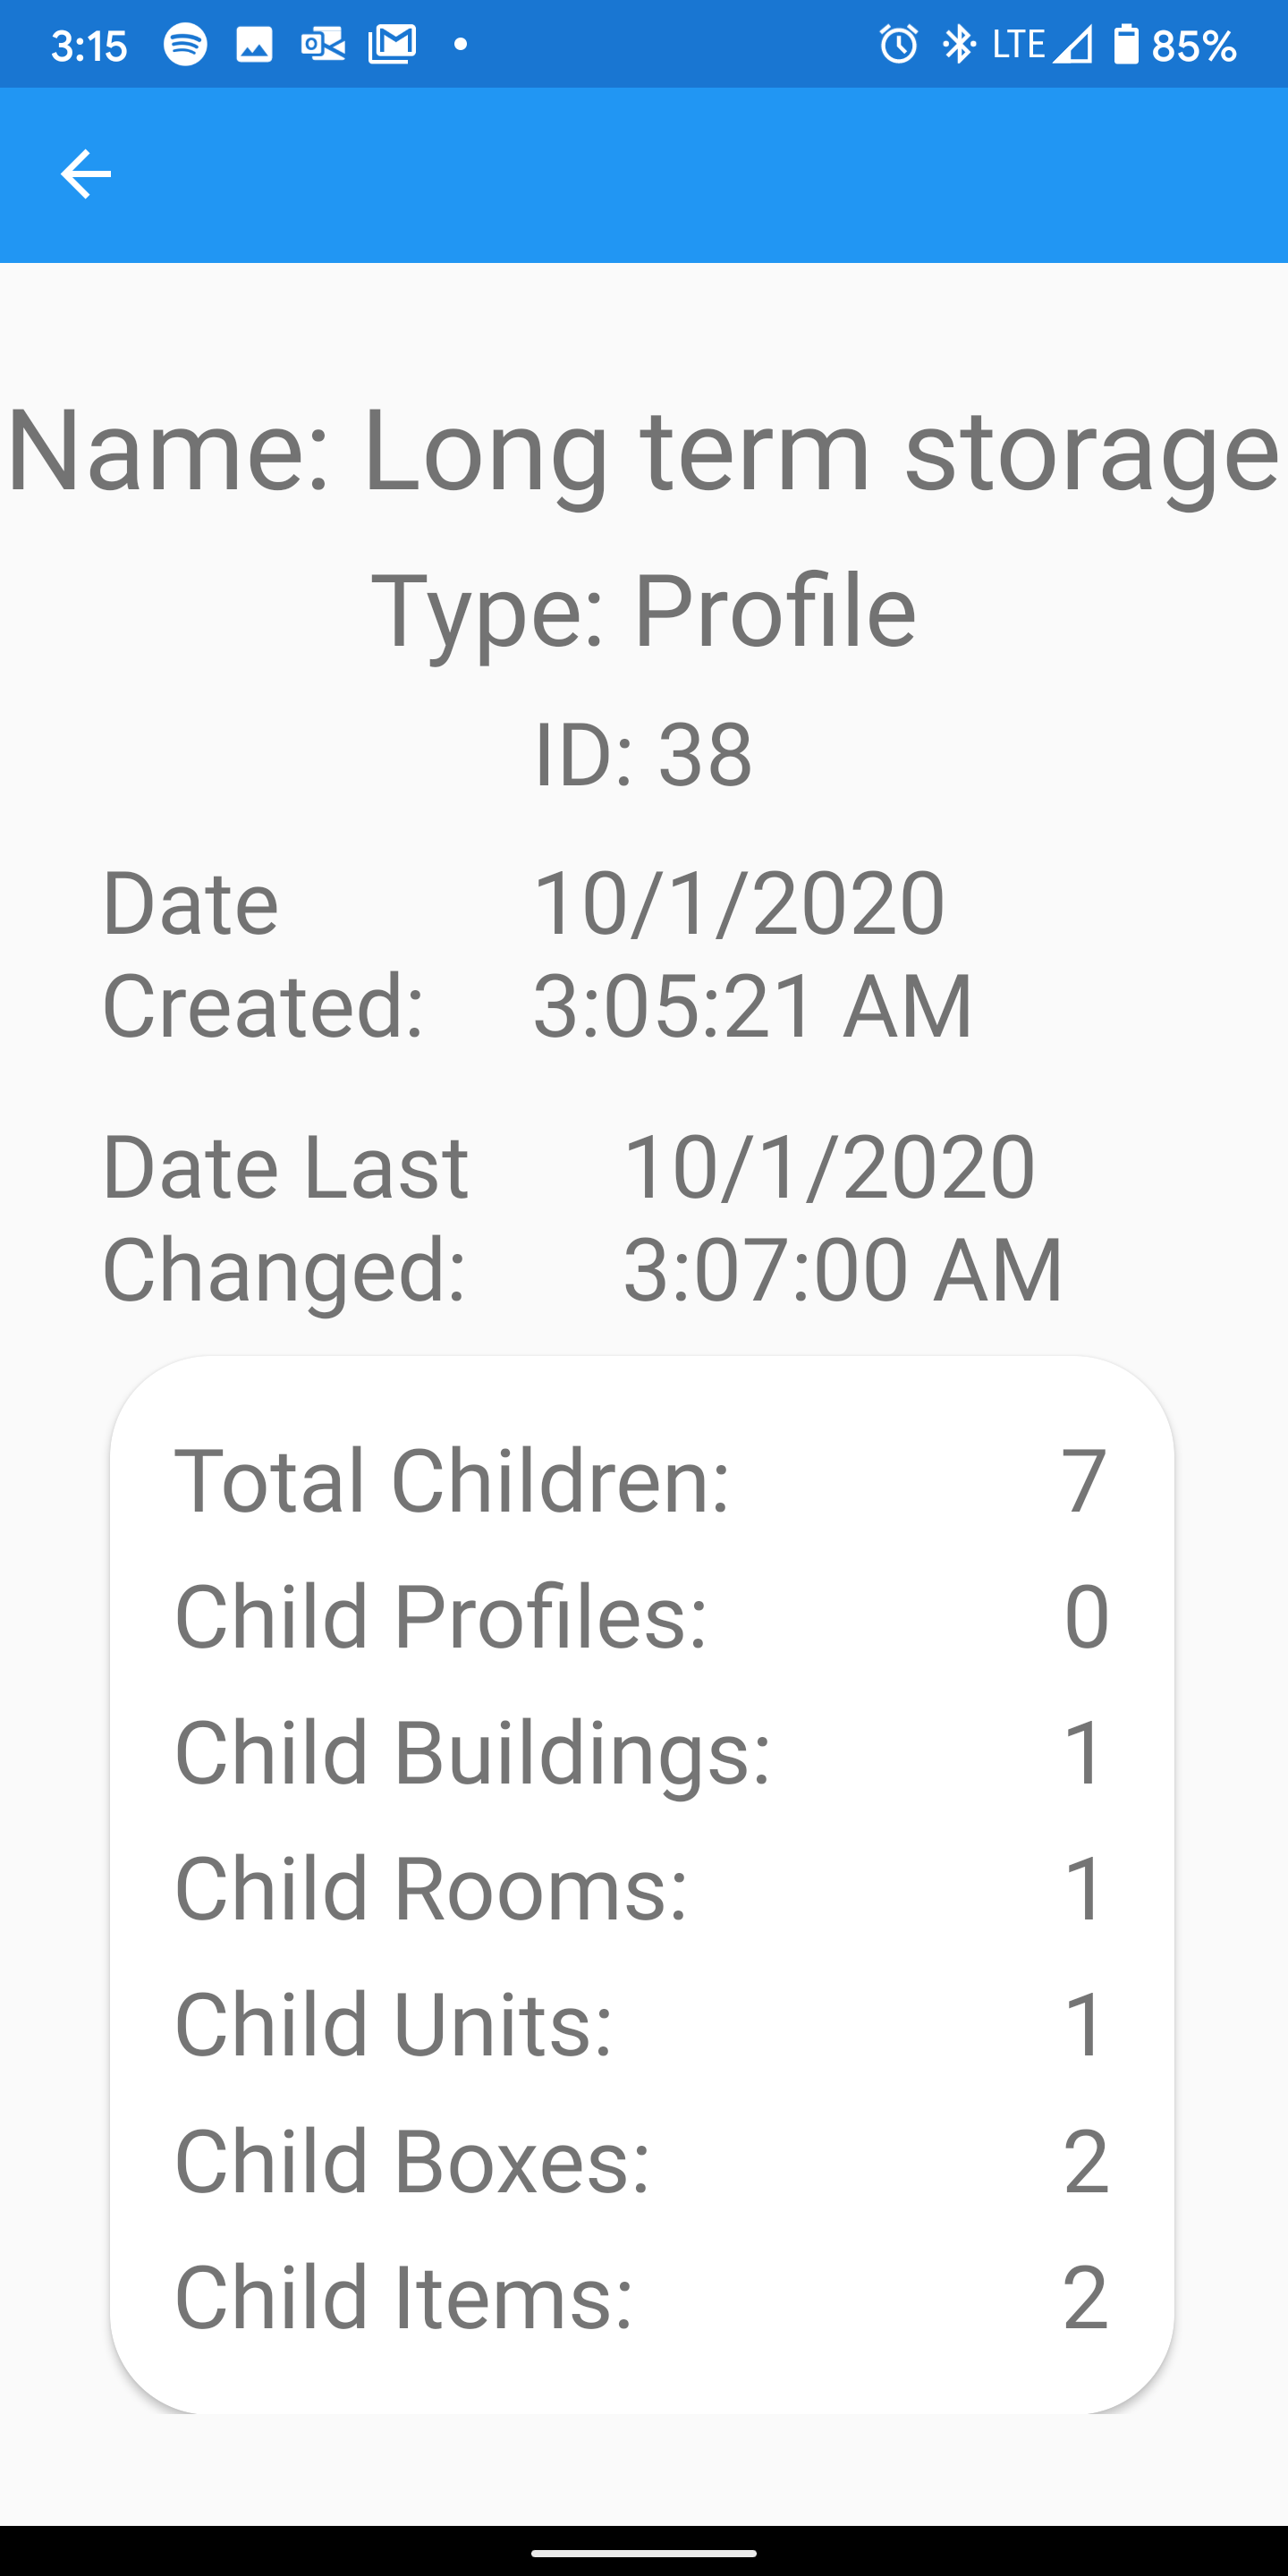 3:15 LTE 85%
Name: Long term storage
Type: Profile
ID: 38
Date 10/1/2020
Created: 3:05:21 AM
Date Last 10/1/2020
Changed: 3:07:00 AM
Total Children: 7
Child Profiles: 0
Child Buildings: 1
Child Rooms: 1
Child Units: 1
Child Boxes: 2
Child Items: 2